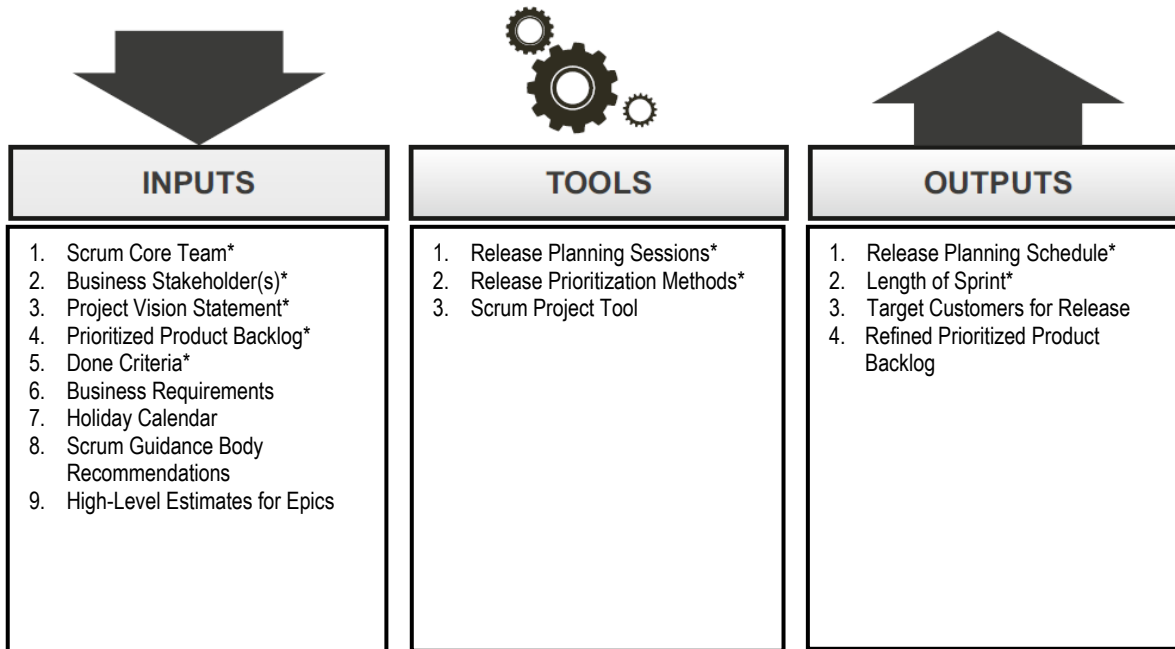 INPUTS
1. Scrum Core Team*
2. Business Stakeholder(s)*
3. Project Vision Statement*
4. Prioritized Product Backlog*
5. Done Criteria*
6. Business Requirements
7. Holiday Calendar
8. Scrum Guidance Body
Recommendations
9. High-Level Estimates for Epics
TOOLS
1. Release Planning Sessions*
2. Release Prioritization Methods*
3. Scrum Project Tool
OUTPUTS
1. Release Planning Schedule*
2. Length of Sprint*
3. Target Customers for Release
4. Refined Prioritized Product
Backlog